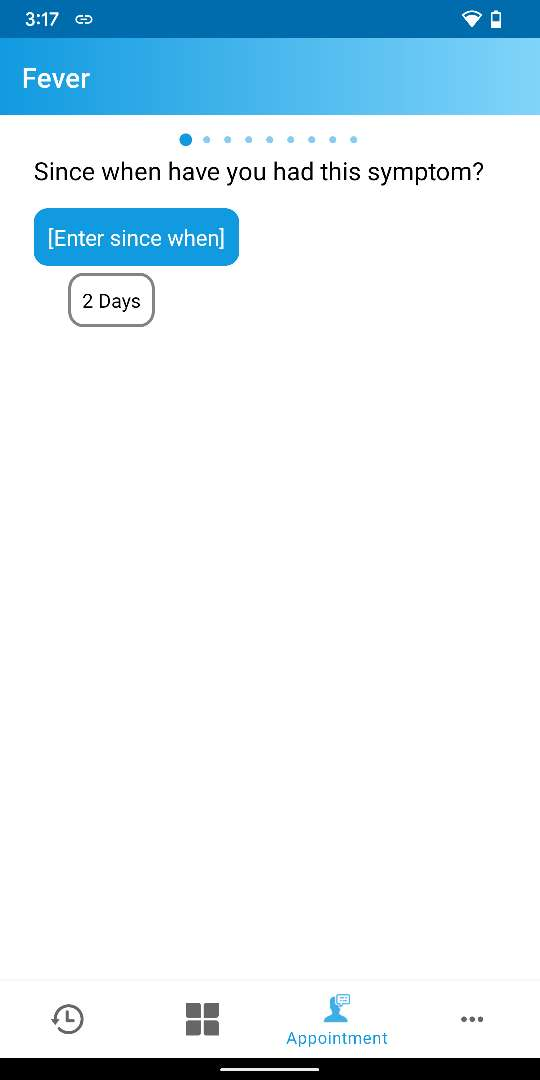 3:17
Fever
Since when have you had this symptom?
[Enter since when]
2 Days
Appointment